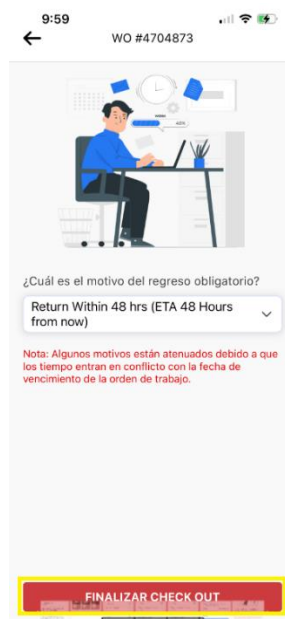 9:59
WO #4704873
¿Cuál es el motivo del regreso obligatorio?
Return Within 48 hrs (ETA 48 Hours
from now)
Nota: Algunos motivos están atenuados debido a que
los tiempo entran en conflicto con la fecha de
vencimiento de la orden de trabajo.
FINALIZAR CHECK OUT